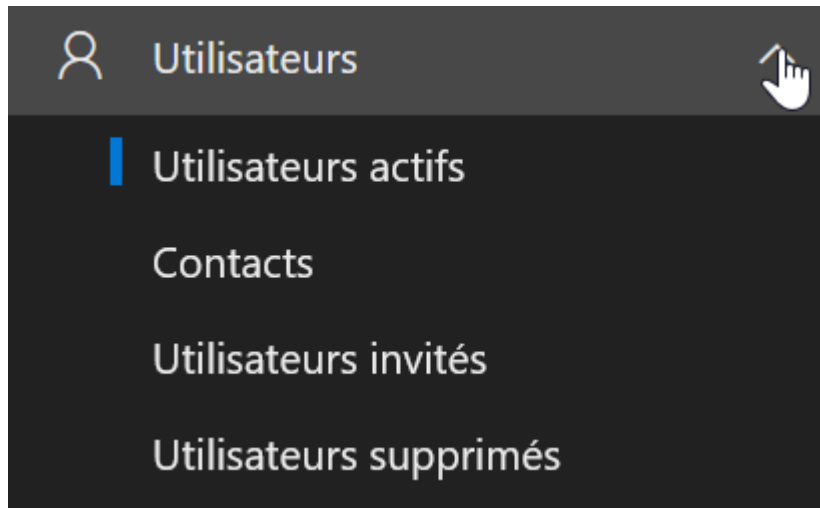 Utilisateurs
Utilisateurs actifs
Contacts
Utilisateurs invités
Utilisateurs supprimés